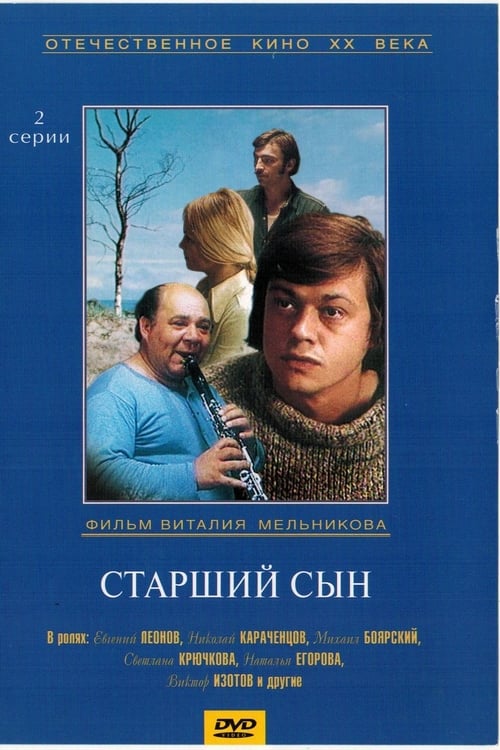 ОТЕЧЕСТВЕННОЕ КИНО XX ВЕКА
2
серии
ФИЛЬМ ВИТАЛИЯ МЕЛЬНИКОВА
СТАРШИЙ СЫН
В ролях: Евгений ЛЕОНОВ, Николай КАРАЧЕНЦОВ, Михаил БОЯРСКИЙ,
Светлана КРЮЧКОВА, Наталья ЕГОРОВА,
Виктор ИЗОТОВ и другие
DVD
VIDEO